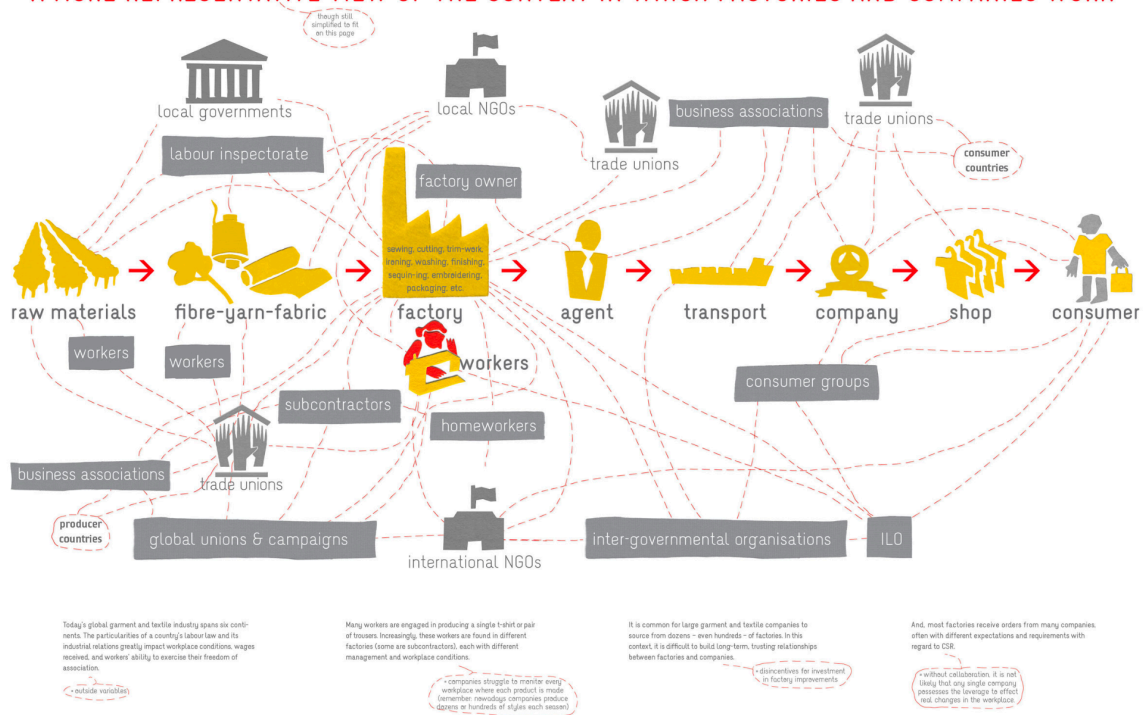 A MORE REPRESENTATIVE VIEW OF THE CONTEXT IN WHICH FACTORIES AND COMPANIES WORK
though still
simplified to fit
on this page
local governments
local NGOs
trade unions
business associations
trade unions
consumer
countries
labour inspectorate
factory owner
sewing, cutting, trim-work,
ironing, washing, finishing,
sequin-ing, embroidering,
packaging, etc.
raw materials
fibre-yarn-fabric
factory
agent
transport
company
shop
consumer
workers
workers
workers
consumer groups
subcontractors
homeworkers
business associations
trade unions
producer
countries
global unions & campaigns
international NGOs
inter-governmental organisations
ILO
Today's global garment and textile industry spans six conti-
nents. The particularities of a country's labour law and its
industrial relations greatly impact workplace conditions, wages
received, and workers' ability to exercise their freedom of
association.
• outside variables
Many workers are engaged in producing a single t-shirt or pair
of trousers. Increasingly, these workers are found in different
factories (some are subcontractors), each with different
management and workplace conditions.
• companies struggle to monitor every
workplace where each product is made
(remember nowadays companies produce
dozens or hundreds of styles each season)
It is common for large garment and textile companies to
source from dozens – even hundreds – of factories. In this
context, it is difficult to build long-term, trusting relationships
between factories and companies.
• disincentives for investment
in factory improvements
And, most factories receive orders from many companies,
often with different expectations and requirements with
regard to CSR.
• without collaboration, it is not
likely that any single company
possesses the leverage to effect
real changes in the workplace.